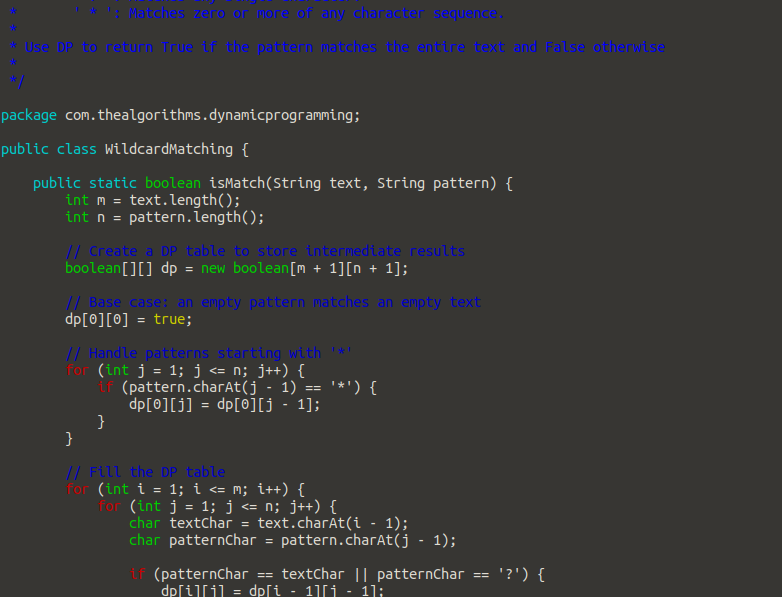 *       ' * ': Matches zero or more of any character sequence.
*
* Use DP to return True if the pattern matches the entire text and False otherwise
*
*/
package com.thealgorithms.dynamicprogramming;
public class WildcardMatching {
public static boolean isMatch(String text, String pattern) {
int m = text.length();
int n = pattern.length();
// Create a DP table to store intermediate results
boolean[][] dp = new boolean[m + 1][n + 1];
// Base case: an empty pattern matches an empty text
dp[0][0] = true;
// Handle patterns starting with '*'
for (int j = 1; j <= n; j++) {
if (pattern.charAt(j - 1) == '*') {
dp[0][j] = dp[0][j - 1];
}
}
// Fill the DP table
for (int i = 1; i <= m; i++) {
for (int j = 1; j <= n; j++) {
char textChar = text.charAt(i - 1);
char patternChar = pattern.charAt(j - 1);
if (patternChar == textChar || patternChar == '?') {
dp[i][j] = dp[i - 1][j - 1];